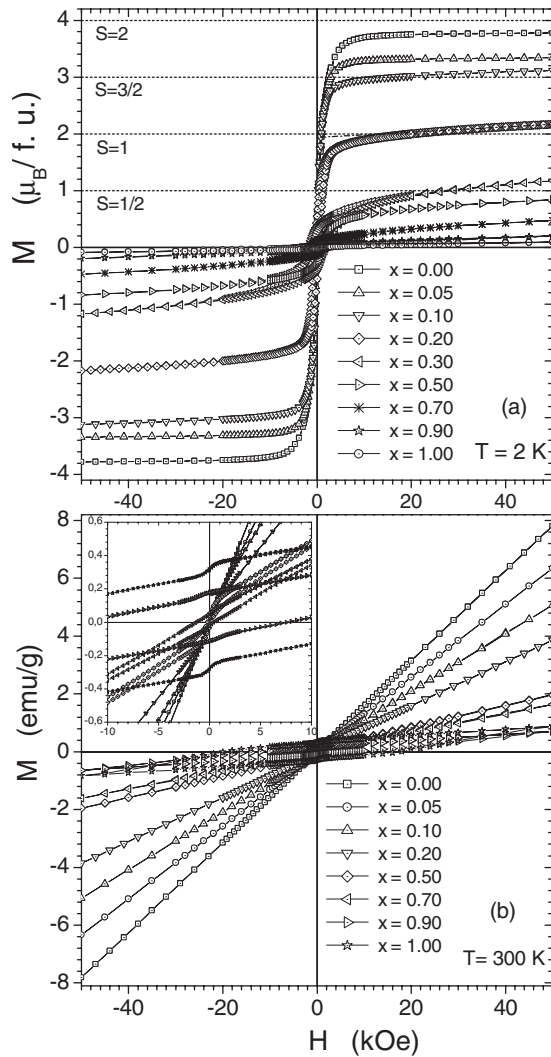 4
3
2
1
0
-1
-2
-3
-4
M (μB/ f. u.)
S=2
S=3/2
S=1
S=1/2
x = 0.00
x = 0.05
x = 0.10
x = 0.20
x = 0.30
x = 0.50
x = 0.70
x = 0.90
x = 1.00
(a)
T = 2 K
-40 -20 0 20 40
8
6
4
2
0
-2
-4
-6
-8
M (emu/g)
0,6
0,4
0,2
0,0
-0,2
-0,4
-0,6
-10 -5 0 5 10
x = 0.00
x = 0.05
x = 0.10
x = 0.20
x = 0.50
x = 0.70
x = 0.90
x = 1.00
(b)
T= 300 K
-40 -20 0 20 40
H (kOe)